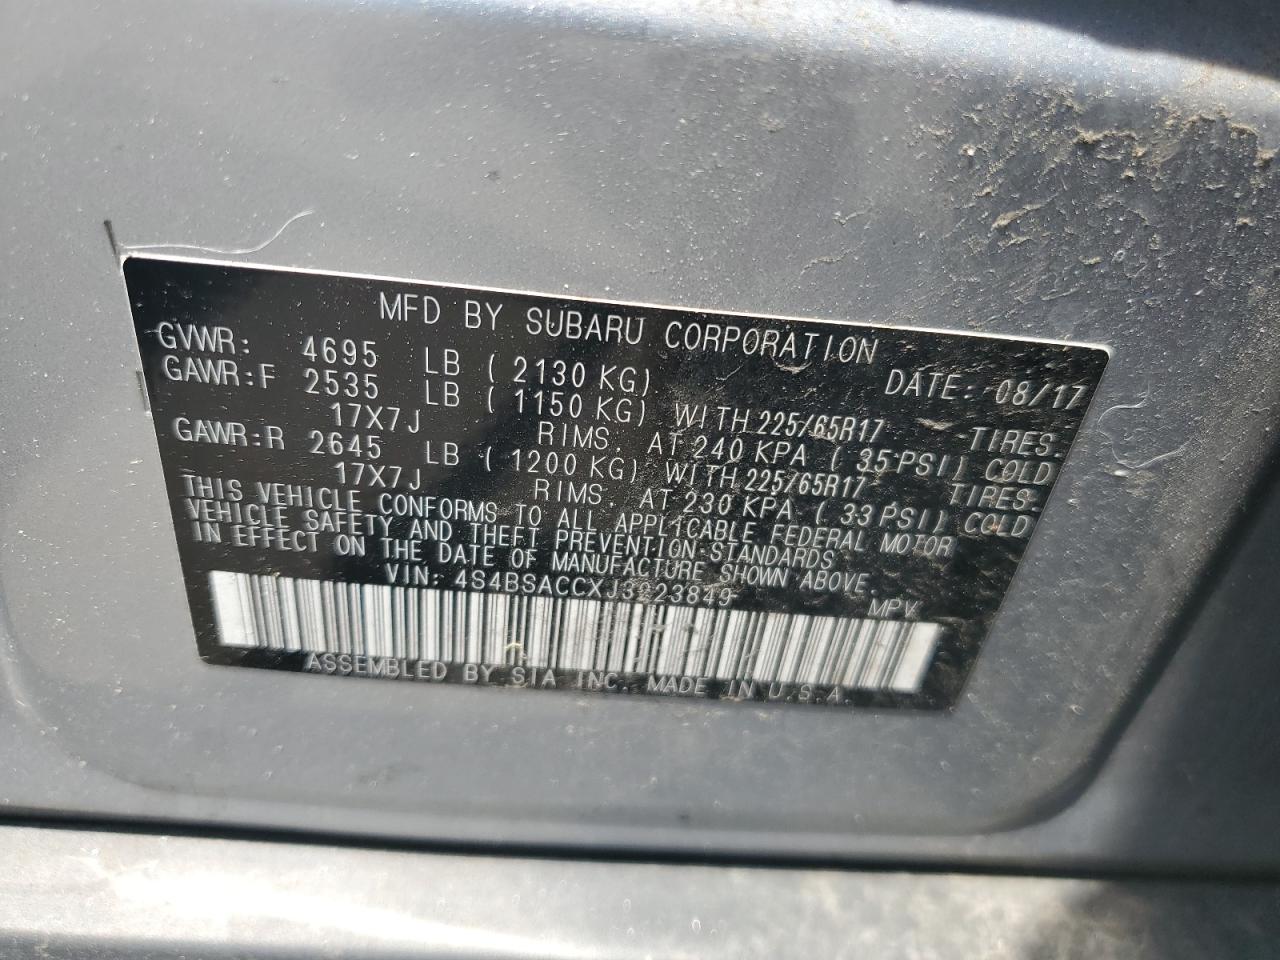 MFD BY SUBARU CORPORATION
GVWR: 4695 LB ( 2130 KG) DATE: 08/17
GAWR:F 2535 LB ( 1150 KG) WITH 225/65R17 TIRES.
17X7J RIMS. AT 240 KPA ( 35 PSI) COLD
GAWR:R 2645 LB ( 1200 KG) WITH 225/65R17 TIRES.
17X7J RIMS. AT 230 KPA ( 33 PSI) COLD
THIS VEHICLE CONFORMS TO ALL APPLICABLE FEDERAL MOTOR
VEHICLE SAFETY AND THEFT PREVENTION STANDARDS
IN EFFECT ON THE DATE OF MANUFACTURE SHOWN ABOVE.
VIN: 4S4BSACCXJ3223849 MPV
ASSEMBLED BY SIA INC. MADE IN U.S.A.